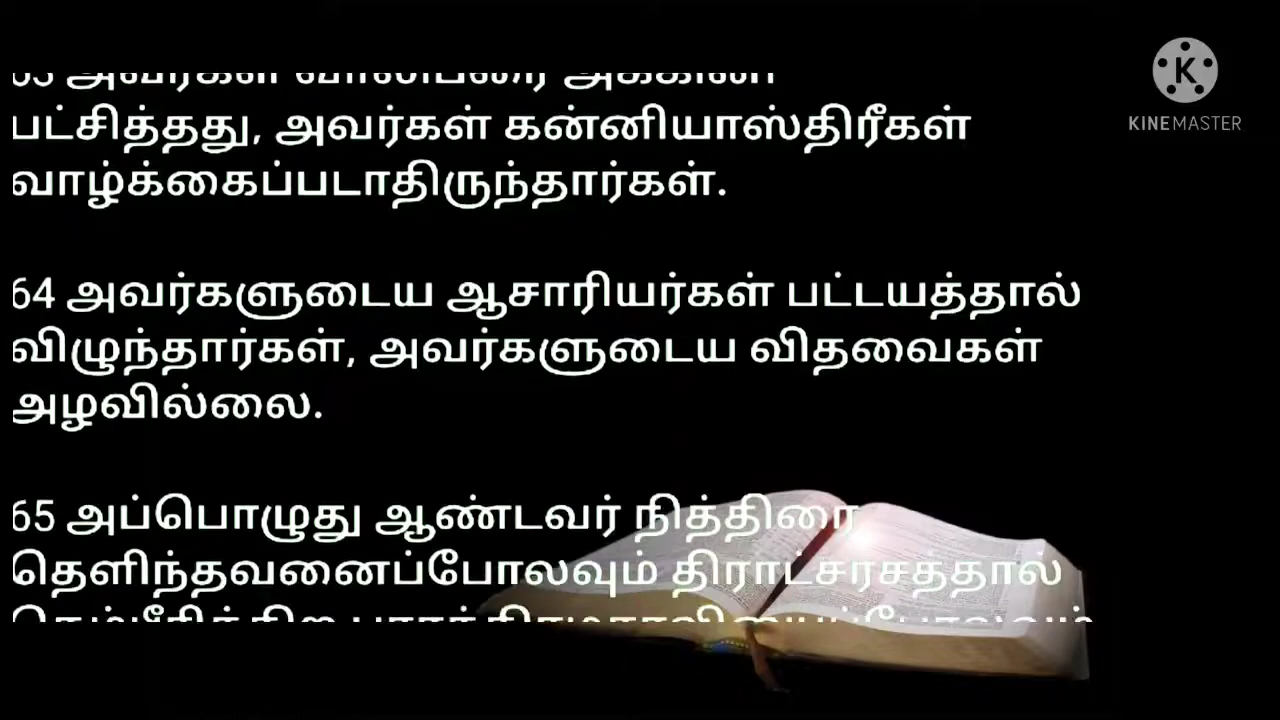 பட்சித்தது, அவர்கள் கன்னியாஸ்திரீகள்
வாழ்க்கைப்படாதிருந்தார்கள்.
64 அவர்களுடைய ஆசாரியர்கள் பட்டயத்தால்
விழுந்தார்கள், அவர்களுடைய விதவைகள்
அழவில்லை.
65 அப்பொழுது ஆண்டவர் நித்திரை
தெளிந்தவனைப்போலவும் திராட்சரசத்தால்
K
KINEMASTER